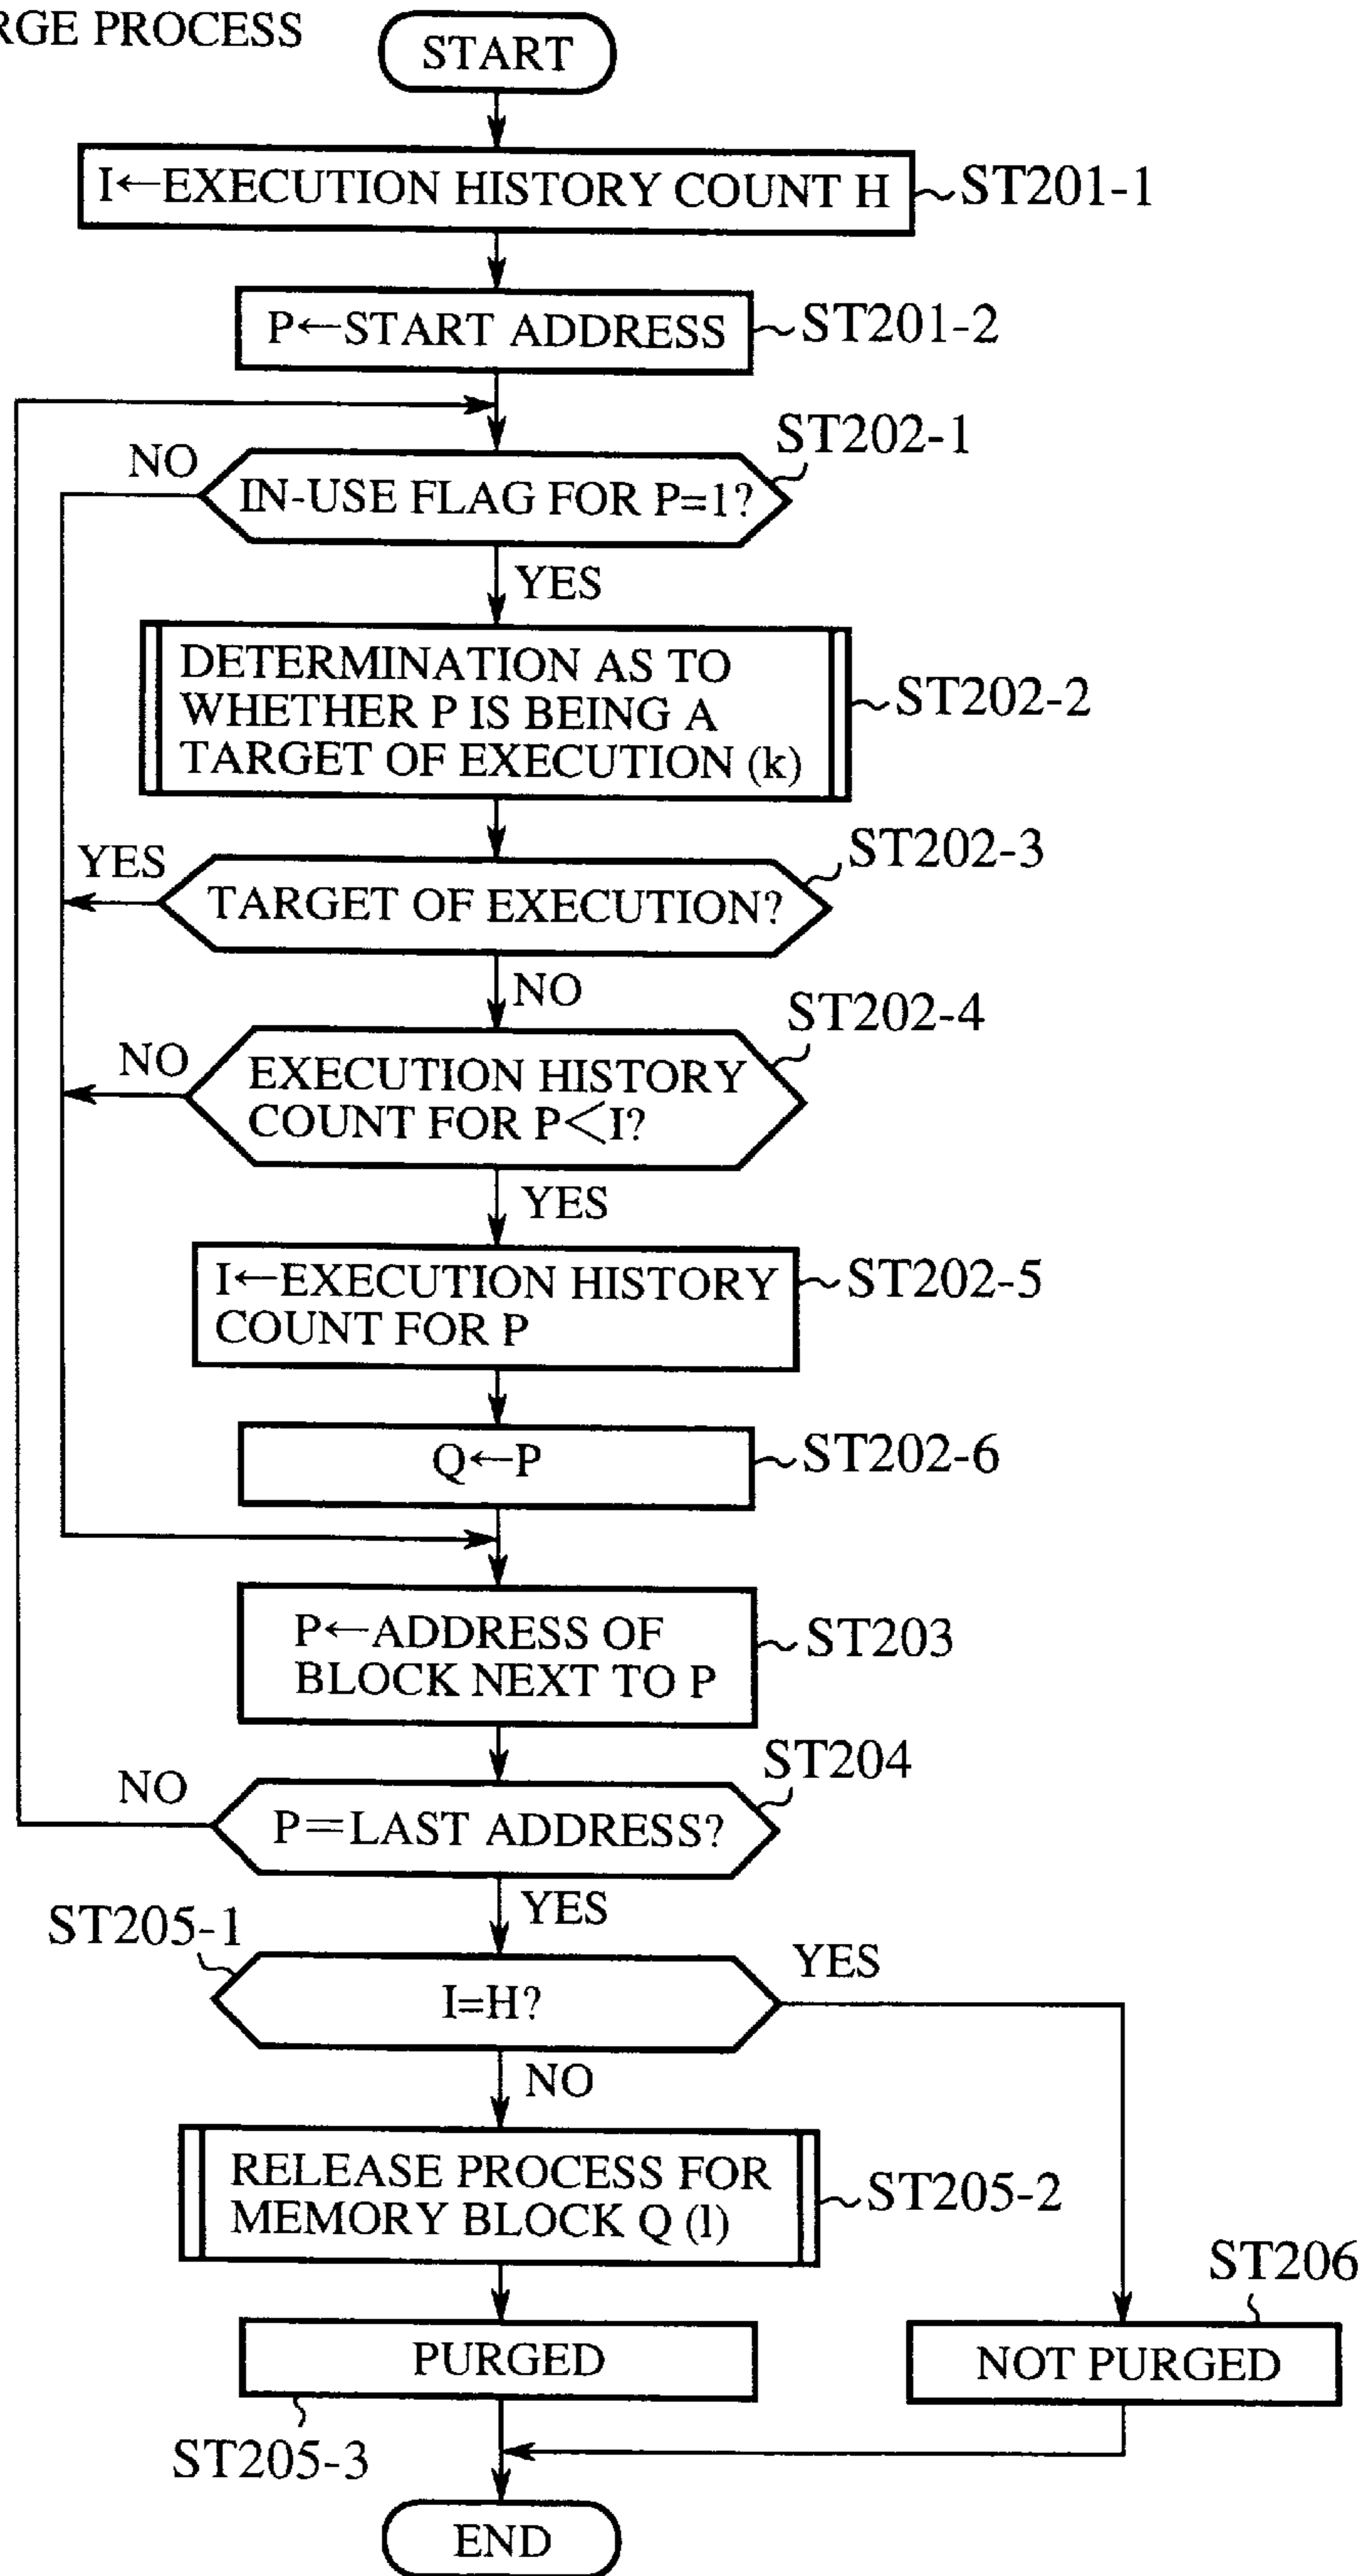 RGE PROCESS
START
I←EXECUTION HISTORY COUNT H
ST201-1
P←START ADDRESS
ST201-2
ST202-1
NO
IN-USE FLAG FOR P=1?
YES
DETERMINATION AS TO
WHETHER P IS BEING A
TARGET OF EXECUTION (k)
ST202-2
ST202-3
YES
TARGET OF EXECUTION?
NO
ST202-4
NO
EXECUTION HISTORY
COUNT FOR P<I?
YES
I←EXECUTION HISTORY
COUNT FOR P
ST202-5
Q←P
ST202-6
P←ADDRESS OF
BLOCK NEXT TO P
ST203
ST204
NO
P=LAST ADDRESS?
YES
ST205-1
YES
I=H?
NO
RELEASE PROCESS FOR
MEMORY BLOCK Q (l)
ST205-2
ST206
PURGED
NOT PURGED
ST205-3
END